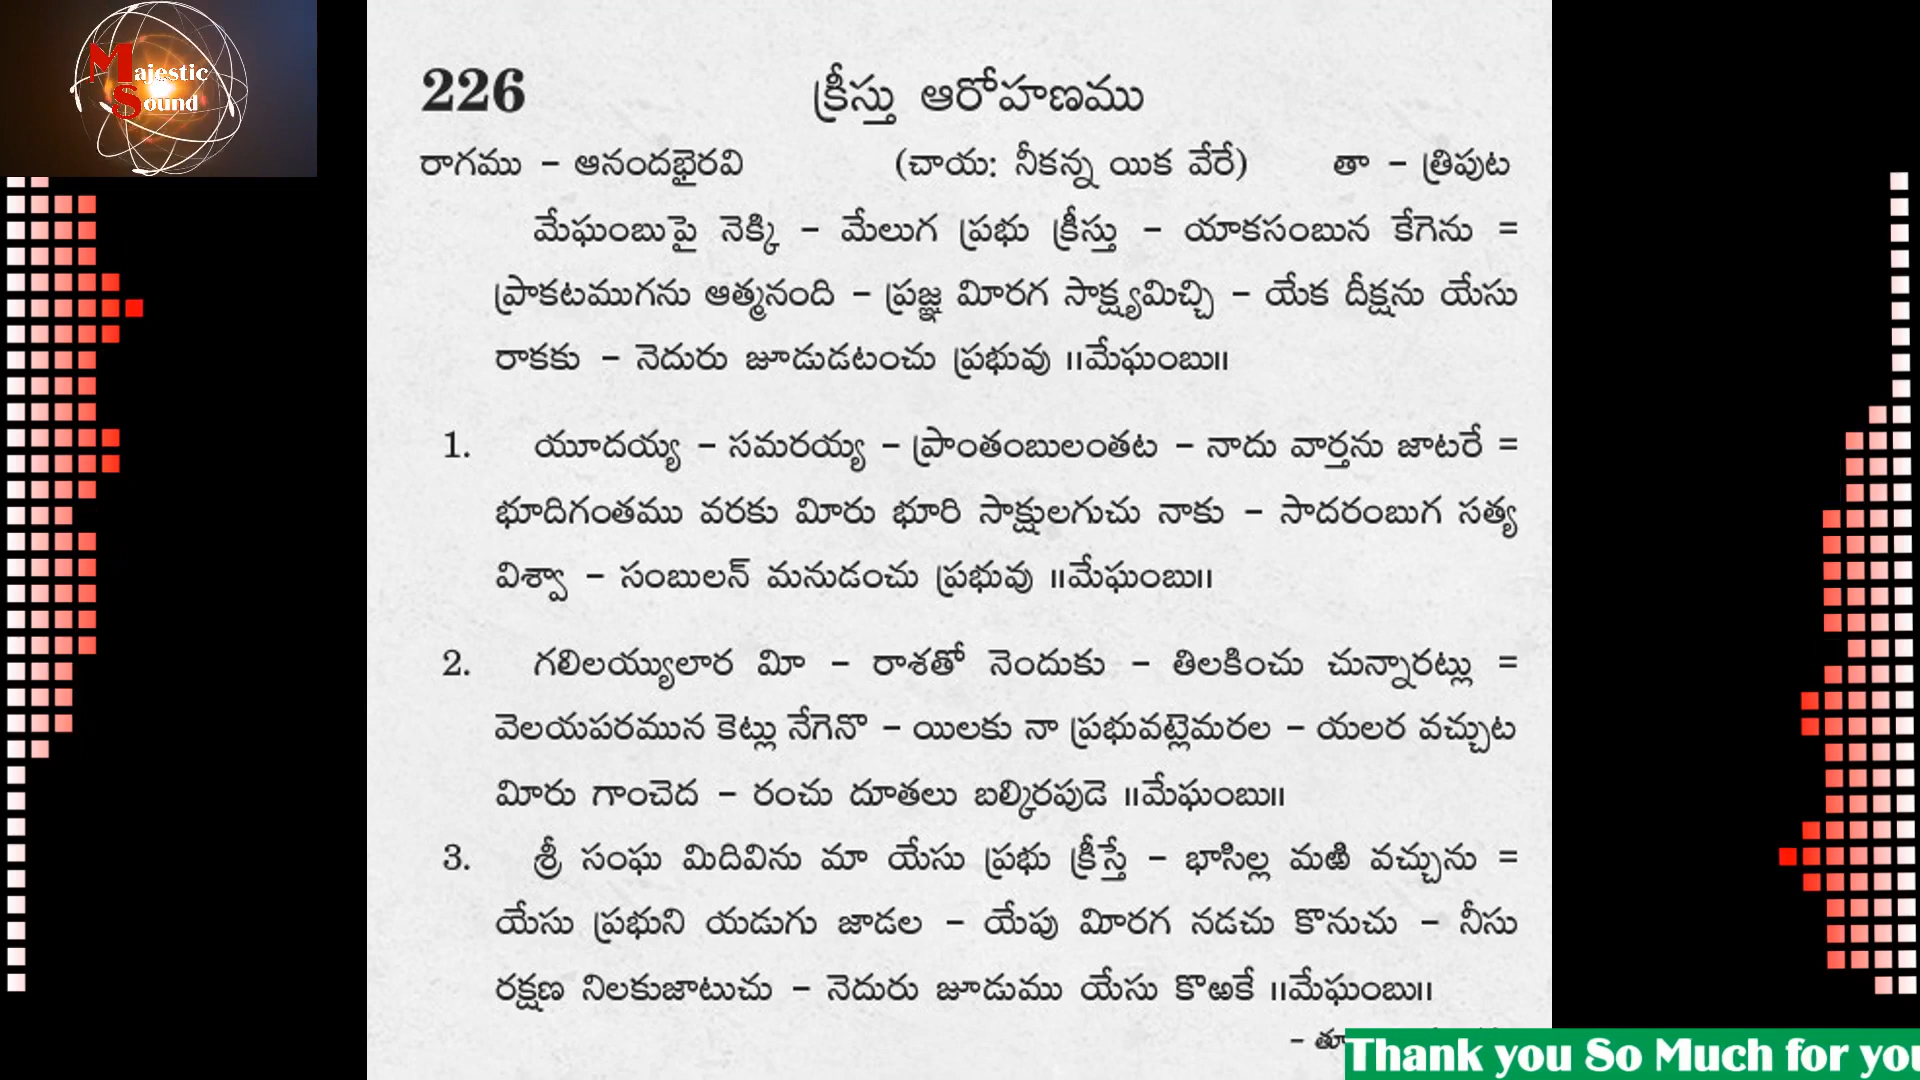 Majestic
Sound
226 క్రీస్తు ఆరోహణము
రాగము - ఆనందభైరవి (చాయ: నీకన్న యిక వేరే) తా - త్రిపుట
మేఘంబుపై నెక్కి - మేలుగ ప్రభు క్రీస్తు - యాకసంబున కేగెను =
ప్రాకటముగను ఆత్మనంది - ప్రజ్ఞ మీరగ సాక్ష్యమిచ్చి - యేక దీక్షను యేసు
రాకకు - నెదురు జూడుడటంచు ప్రభువు ॥మేఘంబు॥
1. యూదయ్య - సమరయ్య - ప్రాంతంబులంతట - నాదు వార్తను జాటరే =
భూదిగంతము వరకు మీరు భూరి సాక్షులగుచు నాకు - సాదరంబుగ సత్య
విశ్వా - సంబులన్ మనుడంచు ప్రభువు ॥మేఘంబు॥
2. గలిలయ్యులార మీ - రాశతో నెందుకు - తిలకించు చున్నారట్లు =
వెలయపరమున కెట్లు నేగెనొ - యిలకు నా ప్రభువట్లెమరల - యలర వచ్చుట
మీరు గాంచెద - రంచు దూతలు బల్కిరపుడె ॥మేఘంబు॥
3. శ్రీ సంఘ మిదివిను మా యేసు ప్రభు క్రీస్తే - భాసిల్ల మఱి వచ్చును =
యేసు ప్రభుని యడుగు జాడల - యేపు మీరగ నడచు కొనుచు - నీసు
రక్షణ నిలకుజాటుచు - నెదురు జూడుము యేసు కొఱకే ॥మేఘంబు॥
Thank you So Much for you